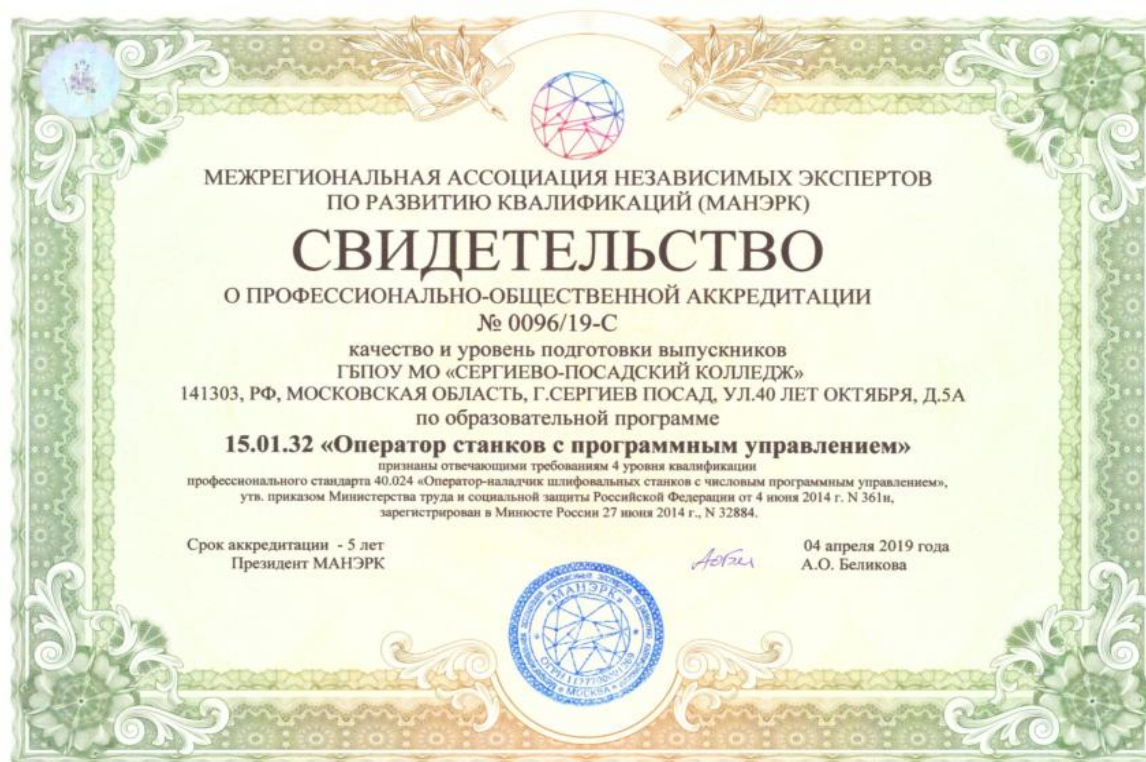 МЕЖРЕГИОНАЛЬНАЯ АССОЦИАЦИЯ НЕЗАВИСИМЫХ ЭКСПЕРТОВ
ПО РАЗВИТИЮ КВАЛИФИКАЦИЙ (МАНЭРК)
СВИДЕТЕЛЬСТВО
О ПРОФЕССИОНАЛЬНО-ОБЩЕСТВЕННОЙ АККРЕДИТАЦИИ
№ 0096/19-С
качество и уровень подготовки выпускников
ГБПОУ МО «СЕРГИЕВО-ПОСАДСКИЙ КОЛЛЕДЖ»
141303, РФ, МОСКОВСКАЯ ОБЛАСТЬ, Г.СЕРГИЕВ ПОСАД, УЛ.40 ЛЕТ ОКТЯБРЯ, Д.5А
по образовательной программе
15.01.32 «Оператор станков с программным управлением»
признаны отвечающими требованиям 4 уровня квалификации
профессионального стандарта 40.024 «Оператор-наладчик шлифовальных станков с числовым программным управлением»,
утв. приказом Министерства труда и социальной защиты Российской Федерации от 4 июня 2014 г. N 361н,
зарегистрирован в Минюсте России 27 июня 2014 г., N 32884.
Срок аккредитации - 5 лет
04 апреля 2019 года
Президент МАНЭРК
А.О. Беликова
«МАНЭРК»
МОСКВА